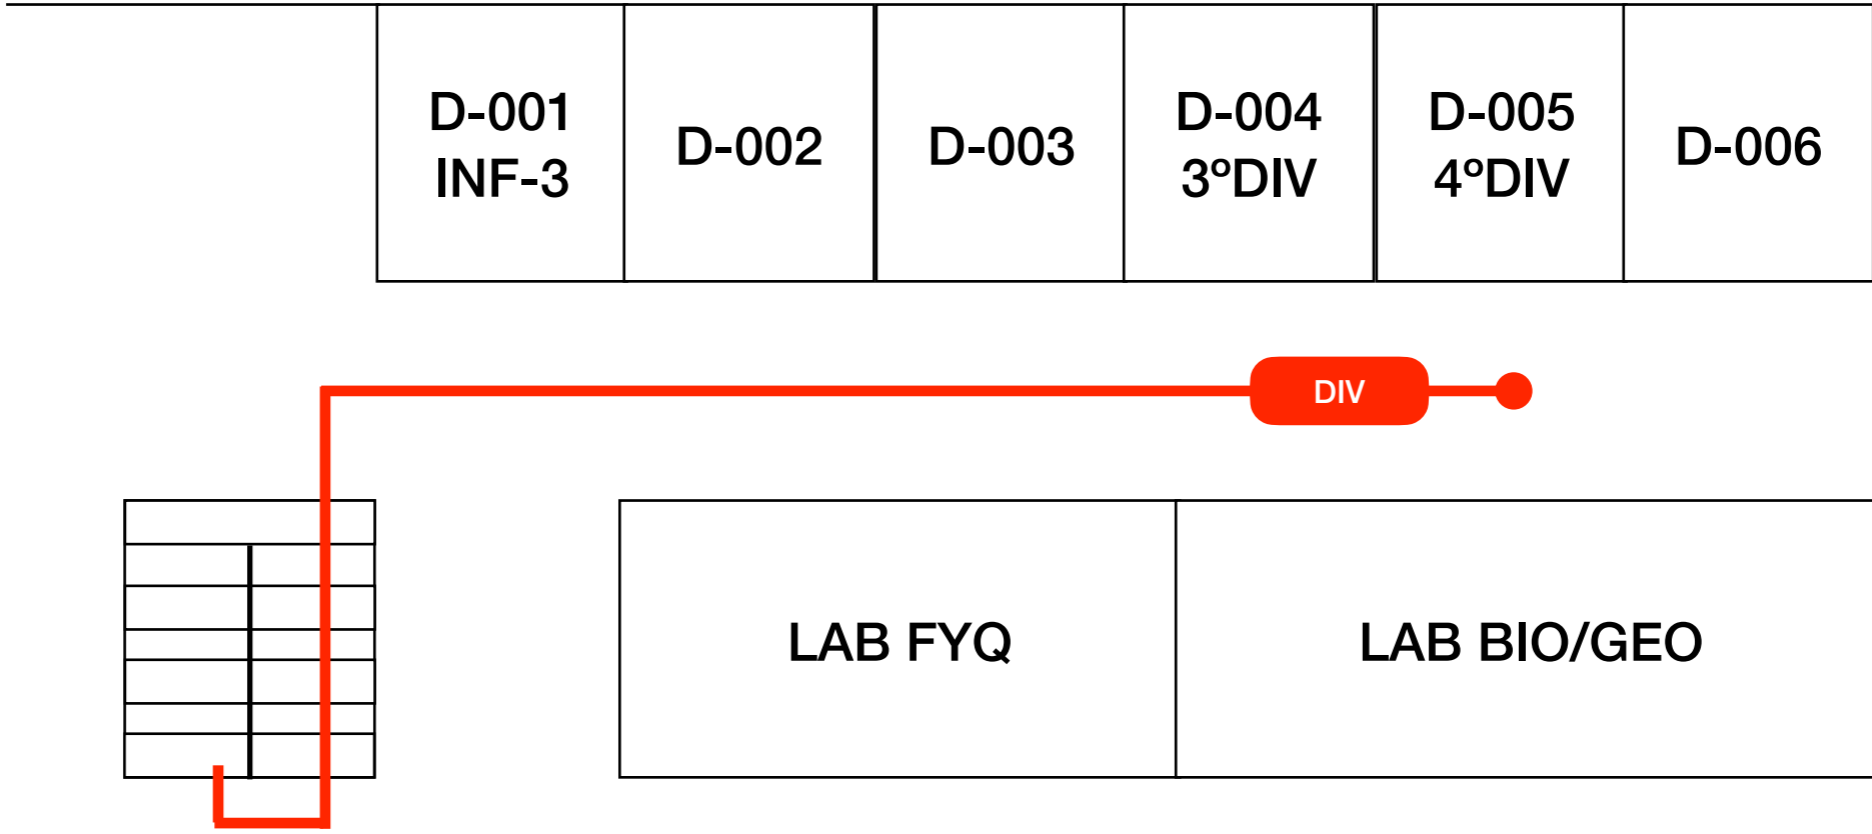 D-001
INF-3
D-002
D-003
D-004
3ºDIV
D-005
4ºDIV
D-006
DIV
LAB FYQ
LAB BIO/GEO